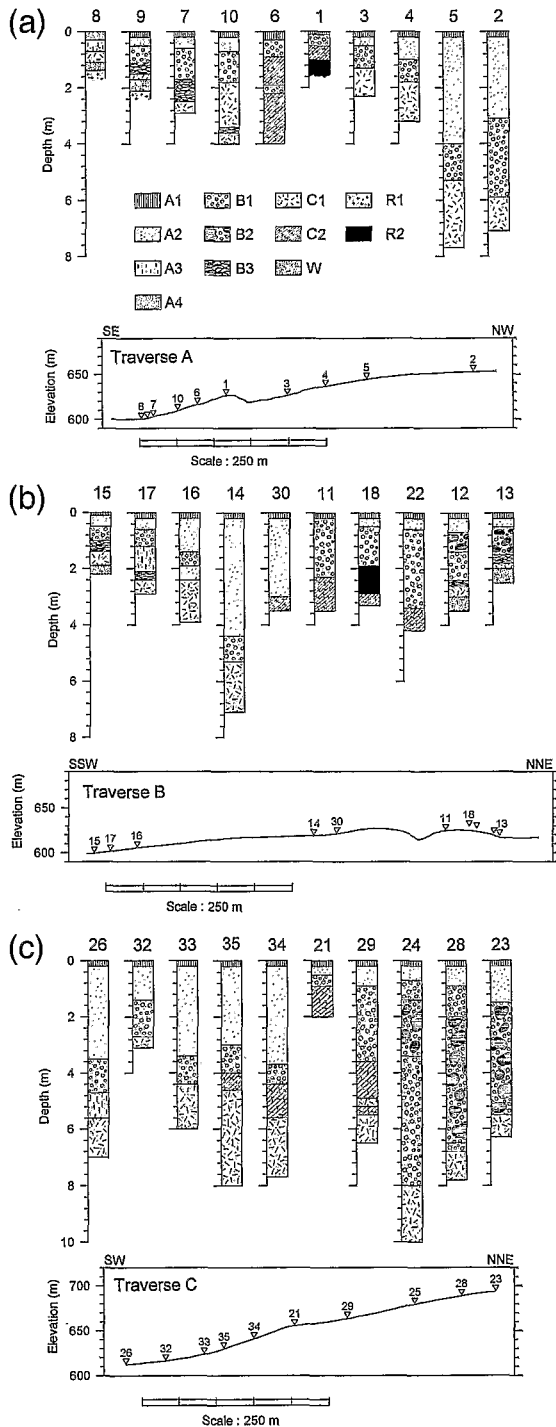 (a)
8 9 7 10 6 1 3 4 5 2
Depth (m)
0
2
4
6
8
A1 B1 C1 R1
A2 B2 C2 R2
A3 B3 W
A4
SE NW
Traverse A
Elevation (m)
650
600
8 7 10 6 1 3 4 5 2
Scale : 250 m
(b)
15 17 16 14 30 11 18 22 12 13
Depth (m)
0
2
4
6
8
SSW NNE
Traverse B
Elevation (m)
650
600
15 17 16 14 30 11 18 13
Scale : 250 m
(c)
26 32 33 35 34 21 29 24 28 23
Depth (m)
0
2
4
6
8
10
SW NNE
Traverse C
Elevation (m)
700
650
600
26 32 33 35 34 21 29 25 28 23
Scale : 250 m